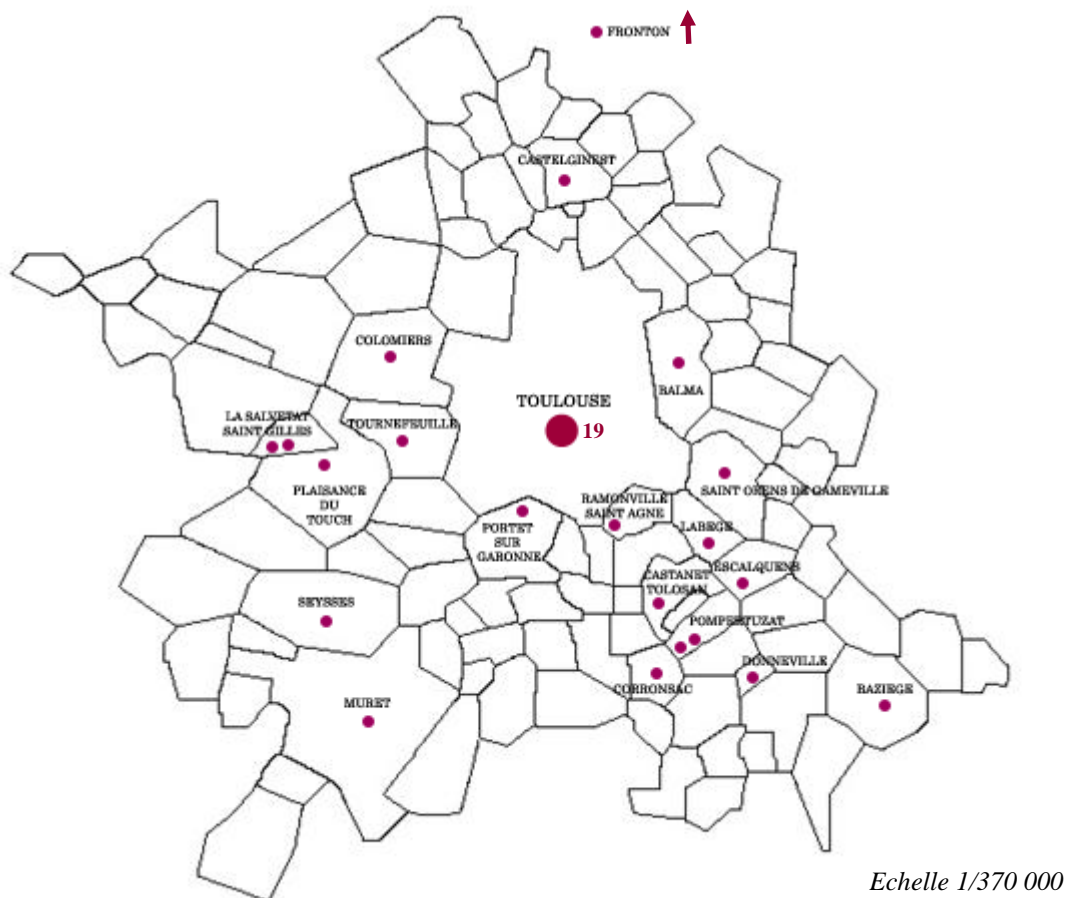 FRONTON
CASTELGINEST
COLOMIERS
BALMA
TOULOUSE
19
LA SALVETAT
SAINT GILLES
TOURNEFEUILLE
PLAISANCE
DU
TOUCH
SAINT ORENS DE GAMEVILLE
RAMONVILLE
SAINT AGNE
PORTET
SUR
GARONNE
LABEGE
ESCALQUENS
CASTANET
TOLOSAN
SEYSSES
POMPERTUZAT
DONNEVILLE
CORRONSAC
BAZIEGE
MURET
Echelle 1/370 000